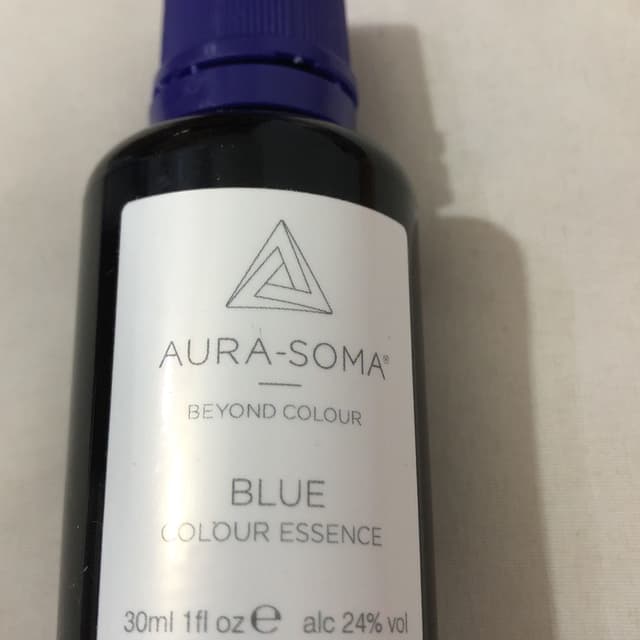 AURA-SOMA®
BEYOND COLOUR
BLUE
COLOUR ESSENCE
30ml 1fl oz ℮ alc 24% vol